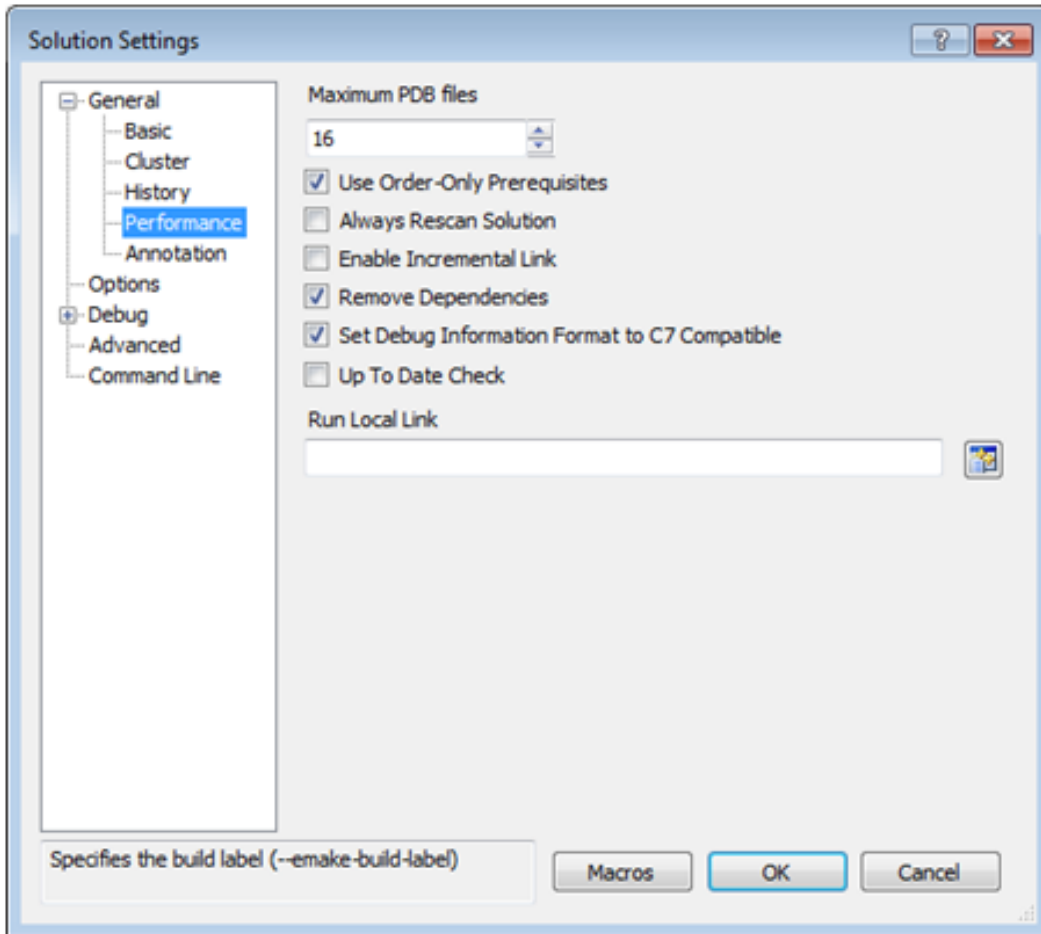 Solution Settings
General
Basic
Cluster
History
Performance
Annotation
Options
Debug
Advanced
Command Line
Maximum PDB files
16
Use Order-Only Prerequisites
Always Rescan Solution
Enable Incremental Link
Remove Dependencies
Set Debug Information Format to C7 Compatible
Up To Date Check
Run Local Link
Specifies the build label (--emake-build-label)
Macros
OK
Cancel